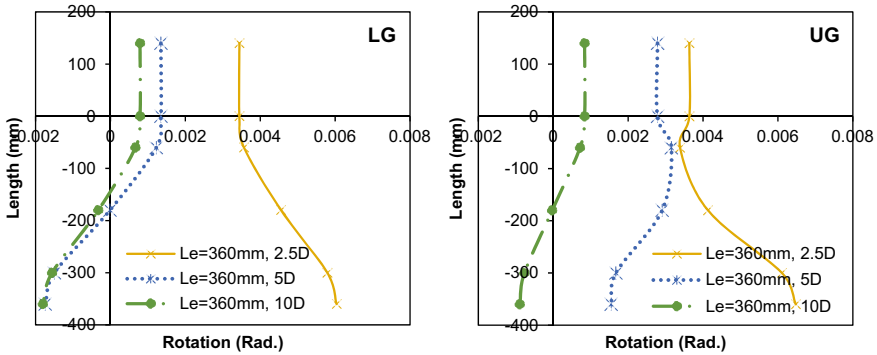 200
LG
100
0
0.002 0 0.002 0.004 0.006 0.008
-100
-200
-300
-400
Length (mm)
Le=360mm, 2.5D
Le=360mm, 5D
Le=360mm, 10D
Rotation (Rad.)
200
UG
100
0
0.002 0 0.002 0.004 0.006 0.008
-100
-200
-300
-400
Length (mm)
Le=360mm, 2.5D
Le=360mm, 5D
Le=360mm, 10D
Rotation (Rad.)